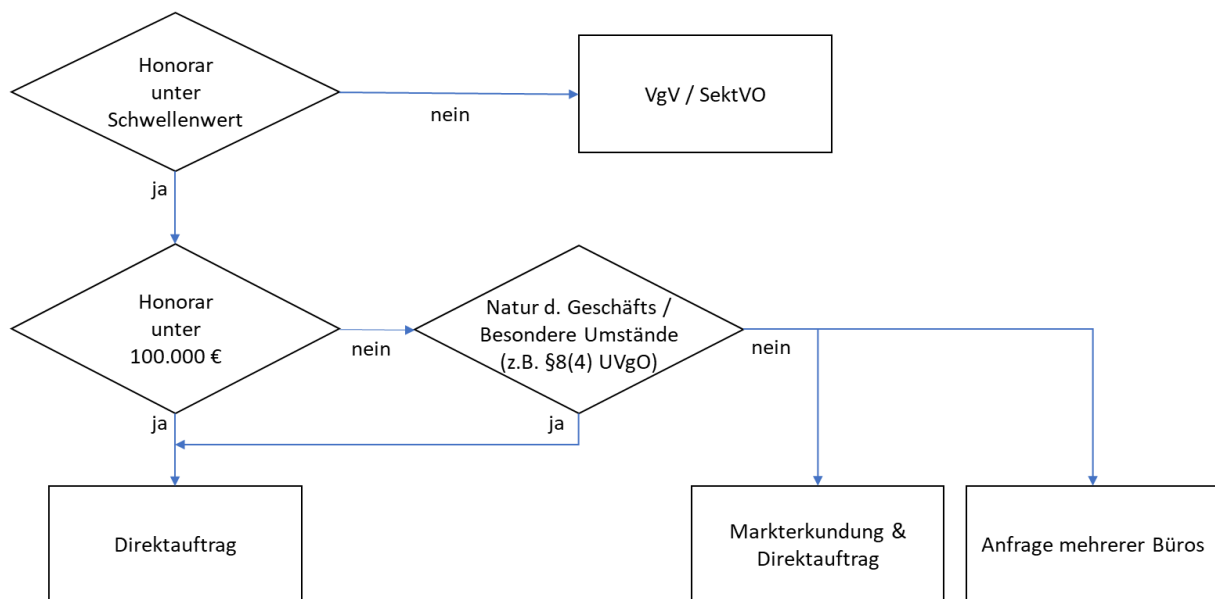 Honorar
unter
Schwellenwert
nein
VgV / SektVO
ja
Honorar
unter
100.000 €
nein
Natur d. Geschäfts /
Besondere Umstände
(z.B. §8(4) UVgO)
nein
ja
ja
Direktauftrag
Markterkundung &
Direktauftrag
Anfrage mehrerer Büros